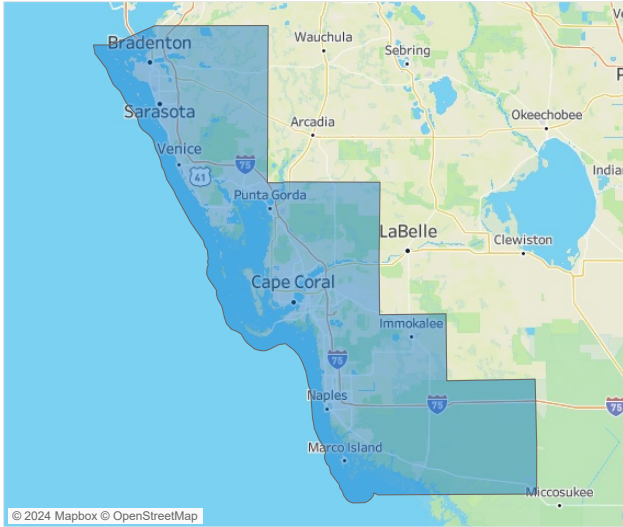 Bradenton
Wauchula
Sebring
Sarasota
Arcadia
Okeechobee
Venice
75
41
Punta Gorda
India
LaBelle
Clewiston
Cape Coral
Immokalee
75
Naples
75
75
Marco Island
Miccosukee
© 2024 Mapbox © OpenStreetMap